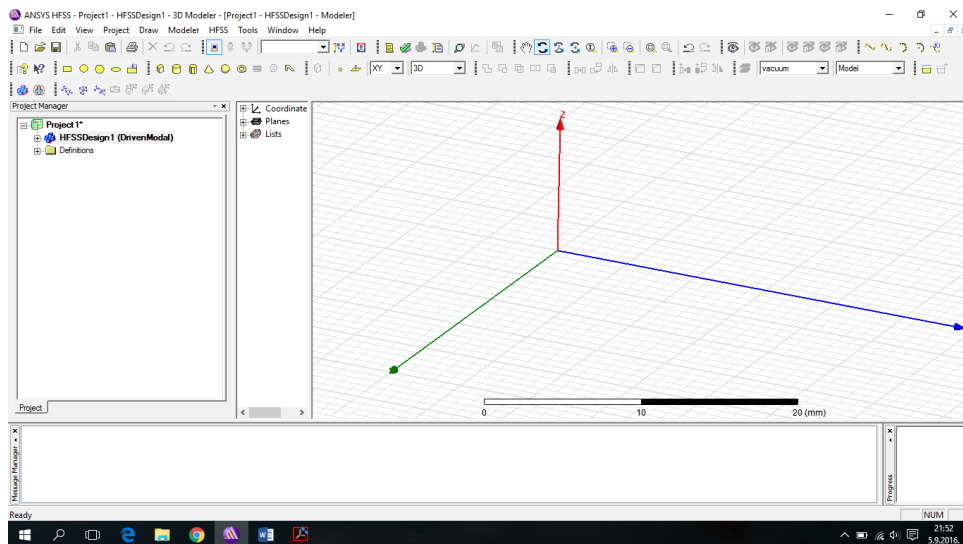 ANSYS HFSS - Project1 - HFSSDesign1 - 3D Modeler - [Project1 - HFSSDesign1 - Modeler]
File Edit View Project Draw Modeler HFSS Tools Window Help
XY 3D vacuum Model
Project Manager
Project1*
HFSSDesign1 (DrivenModal)
Definitions
Project
Coordinate
Planes
Lists
Z
0 10 20 (mm)
Message Manager
Progress
Ready
NUM
21:52
5.9.2016.